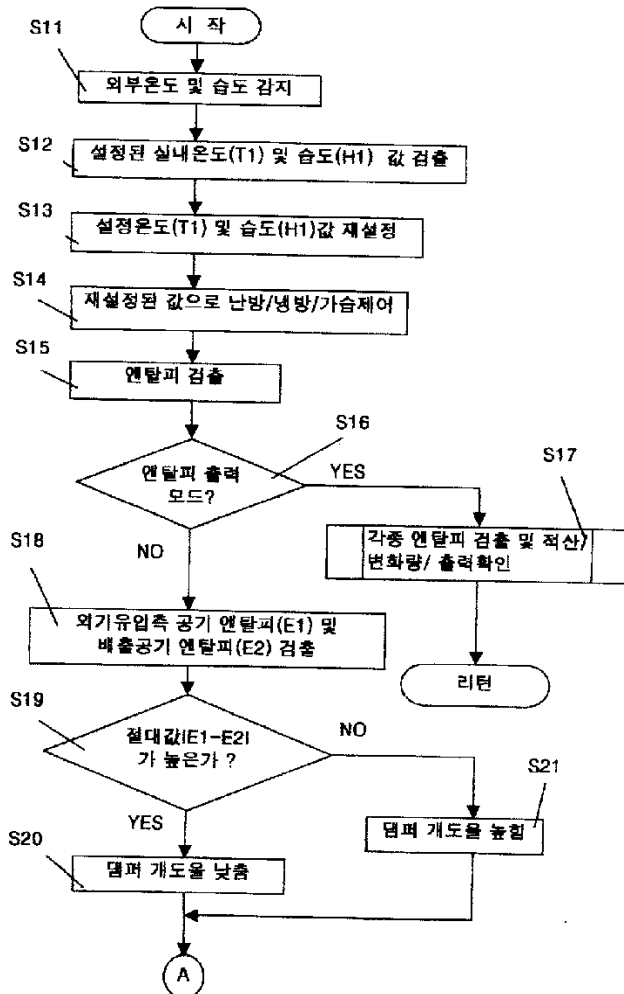 시 작
S11
외부온도 및 습도 감지
S12
설정된 실내온도(T1) 및 습도(H1) 값 검출
S13
설정온도(T1) 및 습도(H1)값 재설정
S14
재설정된 값으로 난방/냉방/가습제어
S15
엔탈피 검출
S16
엔탈피 출력
모드?
YES
S17
각종 엔탈피 검출 및 적산/
변화량/ 출력확인
리턴
NO
S18
외기유입측 공기 엔탈피(E1) 및
배출공기 엔탈피(E2) 검출
S19
절대값|E1-E2|
가 높은가 ?
NO
S21
댐퍼 개도율 높힘
YES
S20
댐퍼 개도율 낮춤
A